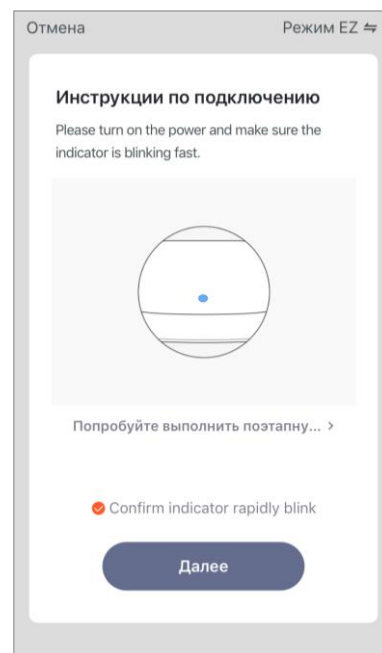 Отмена
Режим EZ ⇋
Инструкции по подключению
Please turn on the power and make sure the
indicator is blinking fast.
Попробуйте выполнить поэтапну... >
Confirm indicator rapidly blink
Далее